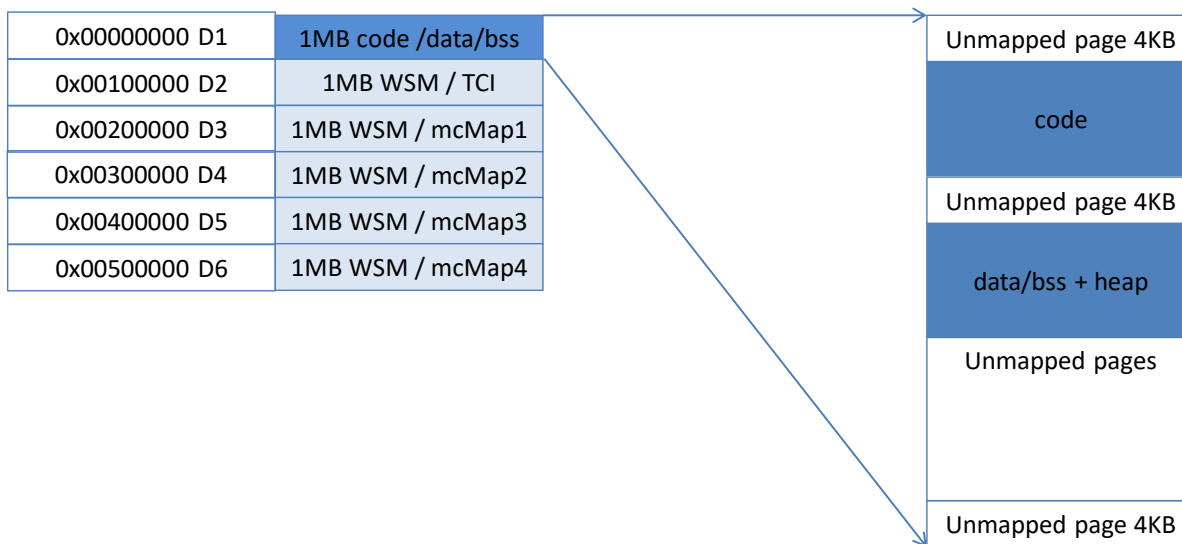 0x00000000 D1 1MB code /data/bss
0x00100000 D2 1MB WSM / TCI
0x00200000 D3 1MB WSM / mcMap1
0x00300000 D4 1MB WSM / mcMap2
0x00400000 D5 1MB WSM / mcMap3
0x00500000 D6 1MB WSM / mcMap4
Unmapped page 4KB
code
Unmapped page 4KB
data/bss + heap
Unmapped pages
Unmapped page 4KB